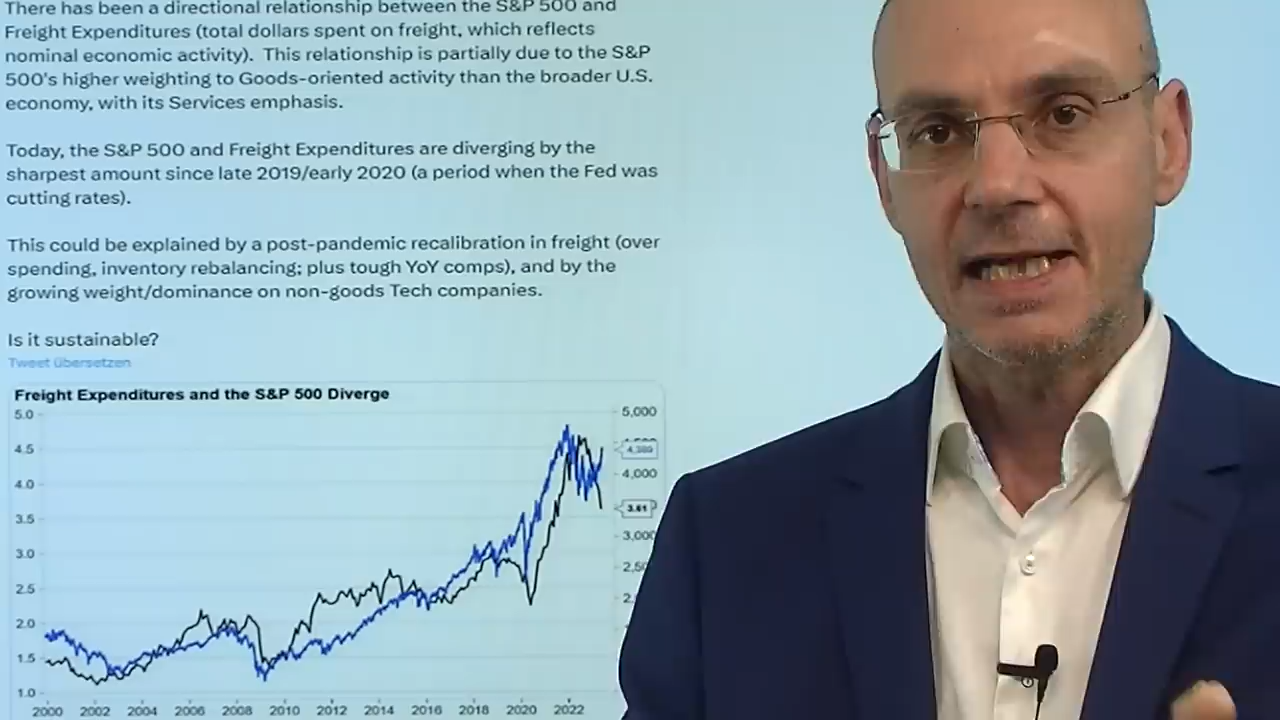 There has been a directional relationship between the S&P 500 and
Freight Expenditures (total dollars spent on freight, which reflects
nominal economic activity).  This relationship is partially due to the S&P
500's higher weighting to Goods-oriented activity than the broader U.S.
economy, with its Services emphasis.
Today, the S&P 500 and Freight Expenditures are diverging by the
sharpest amount since late 2019/early 2020 (a period when the Fed was
cutting rates).
This could be explained by a post-pandemic recalibration in freight (over
spending, inventory rebalancing; plus tough YoY comps), and by the
growing weight/dominance on non-goods Tech companies.
Is it sustainable?
Tweet übersetzen
Freight Expenditures and the S&P 500 Diverge
5.0
4.5
4.0
3.5
3.0
2.5
2.0
1.5
1.0
5,000
4,000
3.61
3,000
2000 2002 2004 2006 2008 2010 2012 2014 2016 2018 2020 2022